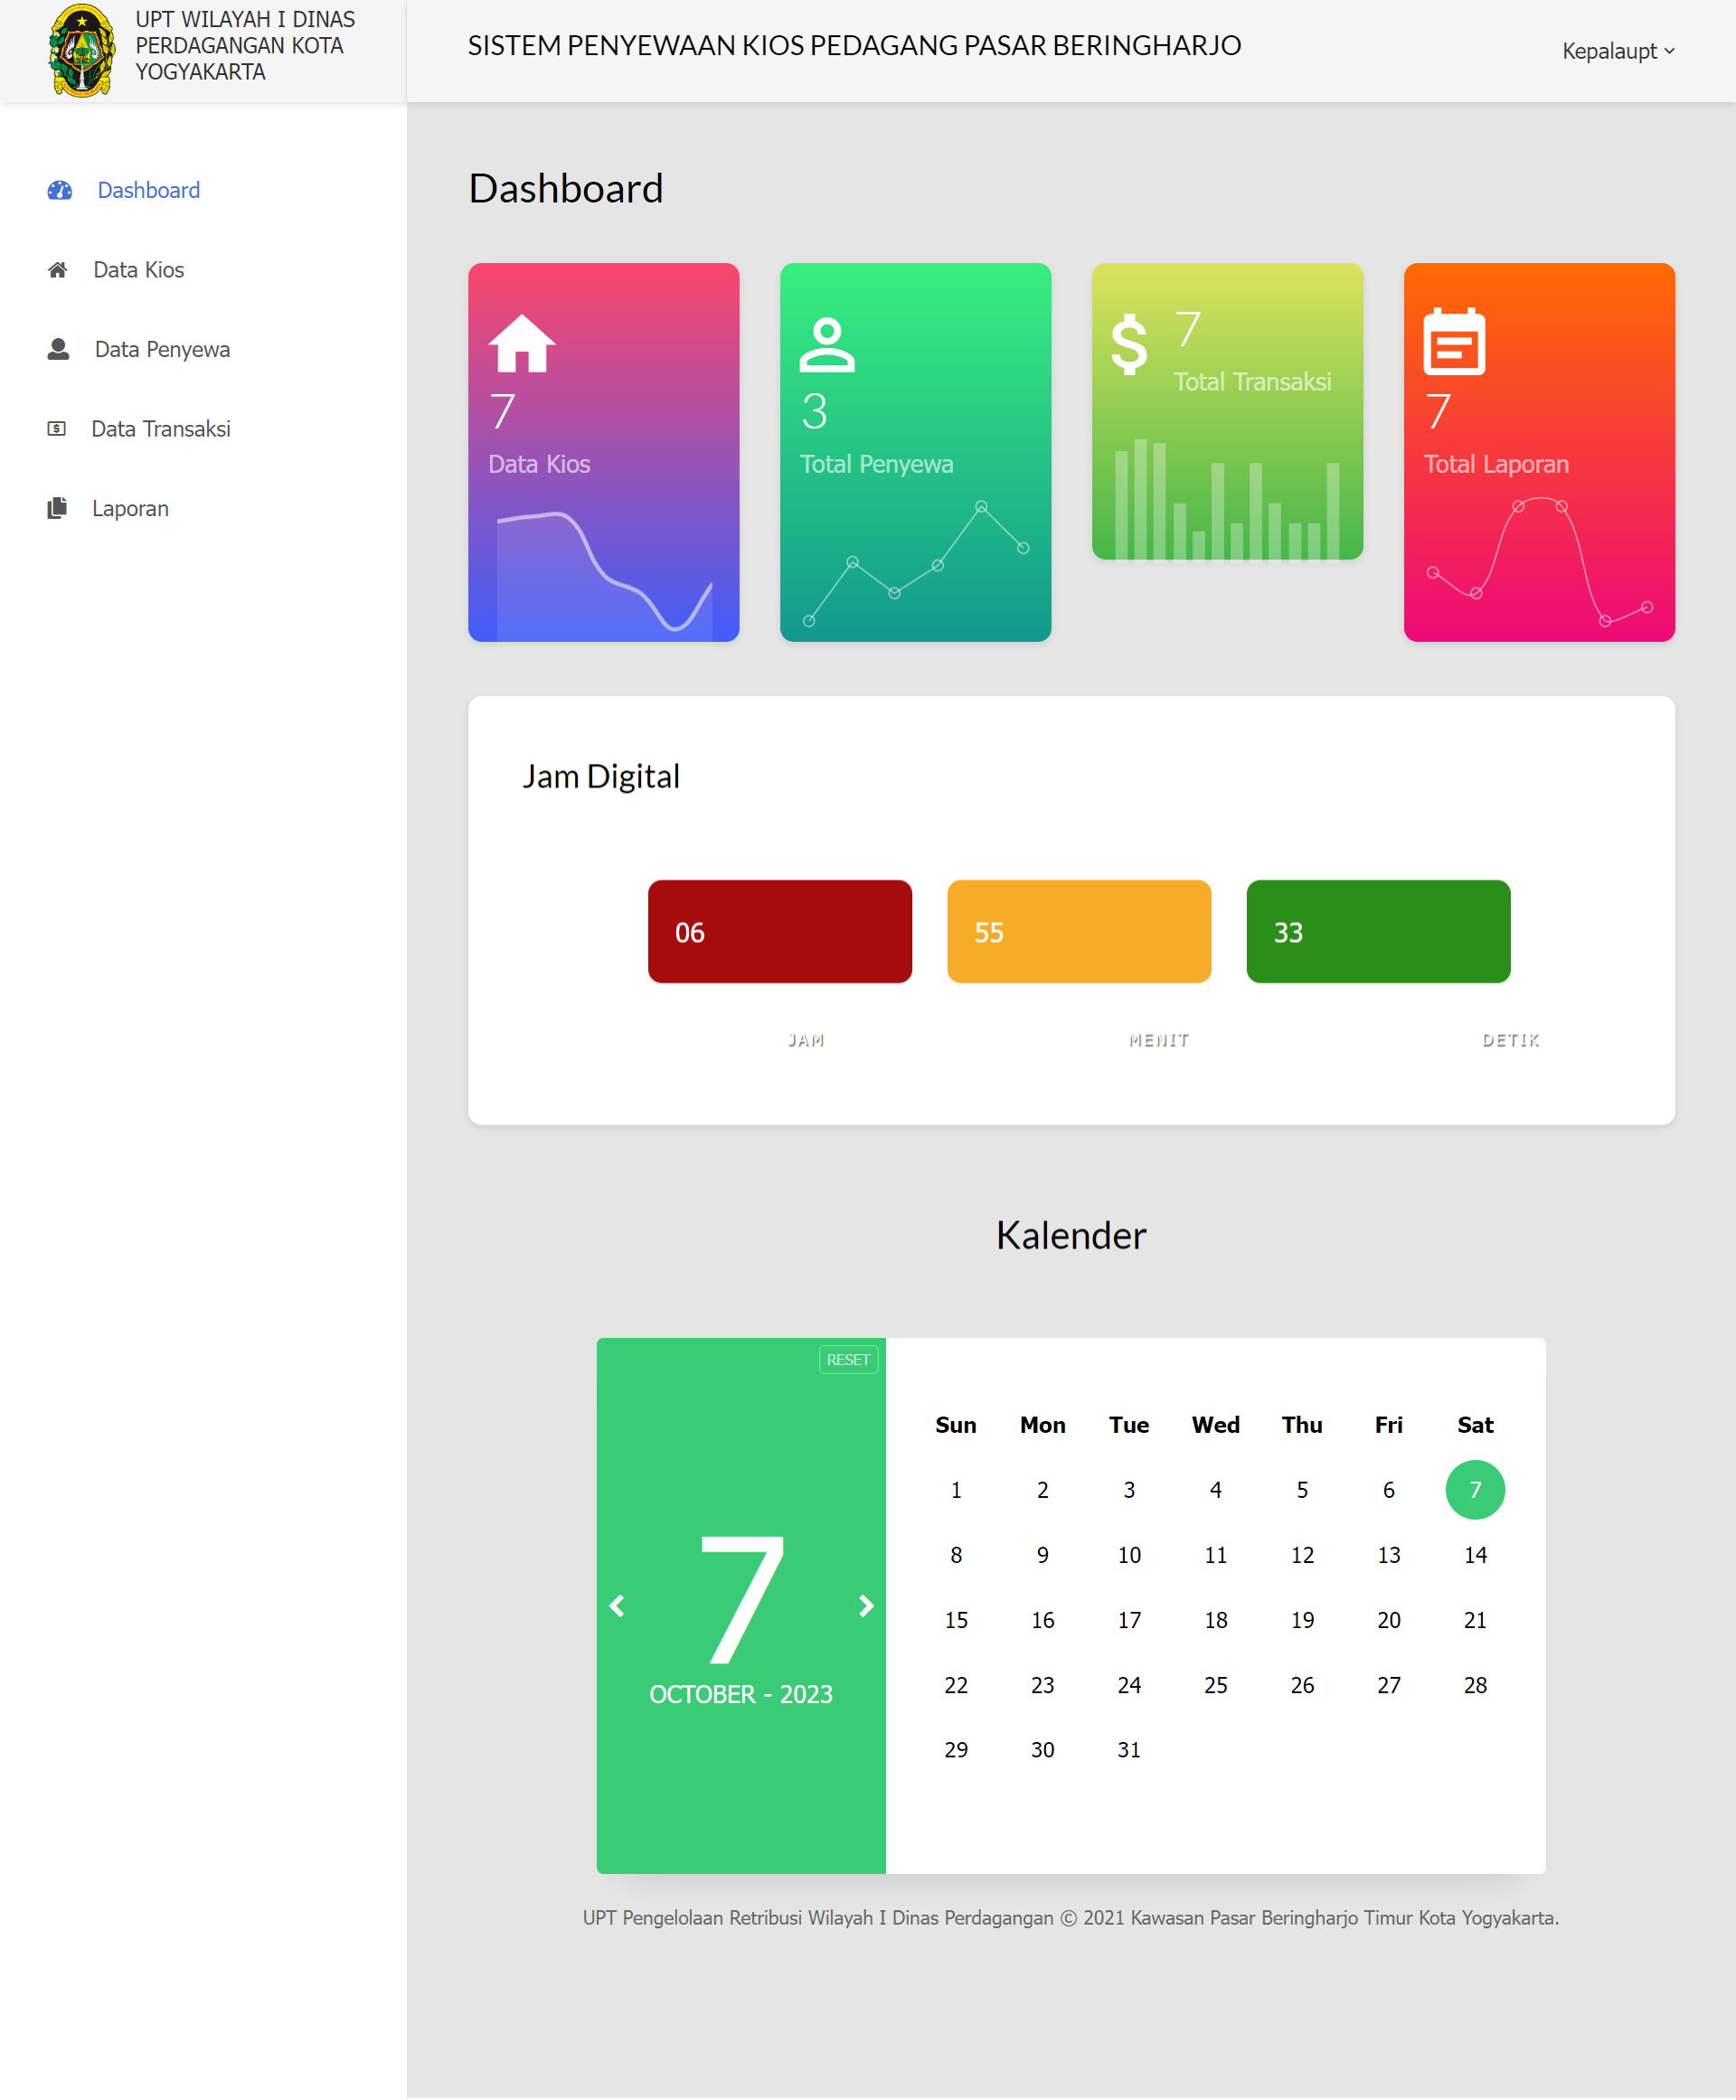 UPT WILAYAH I DINAS
PERDAGANGAN KOTA
YOGYAKARTA
SISTEM PENYEWAAN KIOS PEDAGANG PASAR BERINGHARJO
Kepalaupt
Dashboard
Data Kios
Data Penyewa
Data Transaksi
Laporan
Dashboard
7
Data Kios
3
Total Penyewa
7
Total Transaksi
7
Total Laporan
Jam Digital
06 55 33
JAM MENIT DETIK
Kalender
RESET
7
OCTOBER - 2023
Sun Mon Tue Wed Thu Fri Sat
1 2 3 4 5 6 7
8 9 10 11 12 13 14
15 16 17 18 19 20 21
22 23 24 25 26 27 28
29 30 31
UPT Pengelolaan Retribusi Wilayah I Dinas Perdagangan © 2021 Kawasan Pasar Beringharjo Timur Kota Yogyakarta.